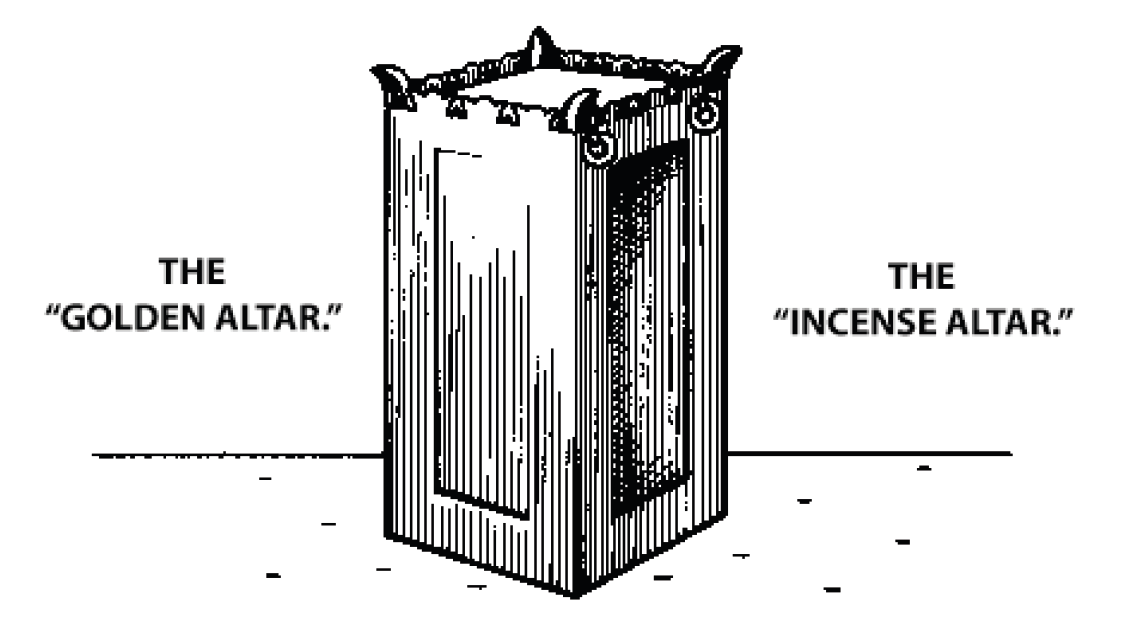 THE
“GOLDEN ALTAR.”
THE
“INCENSE ALTAR.”